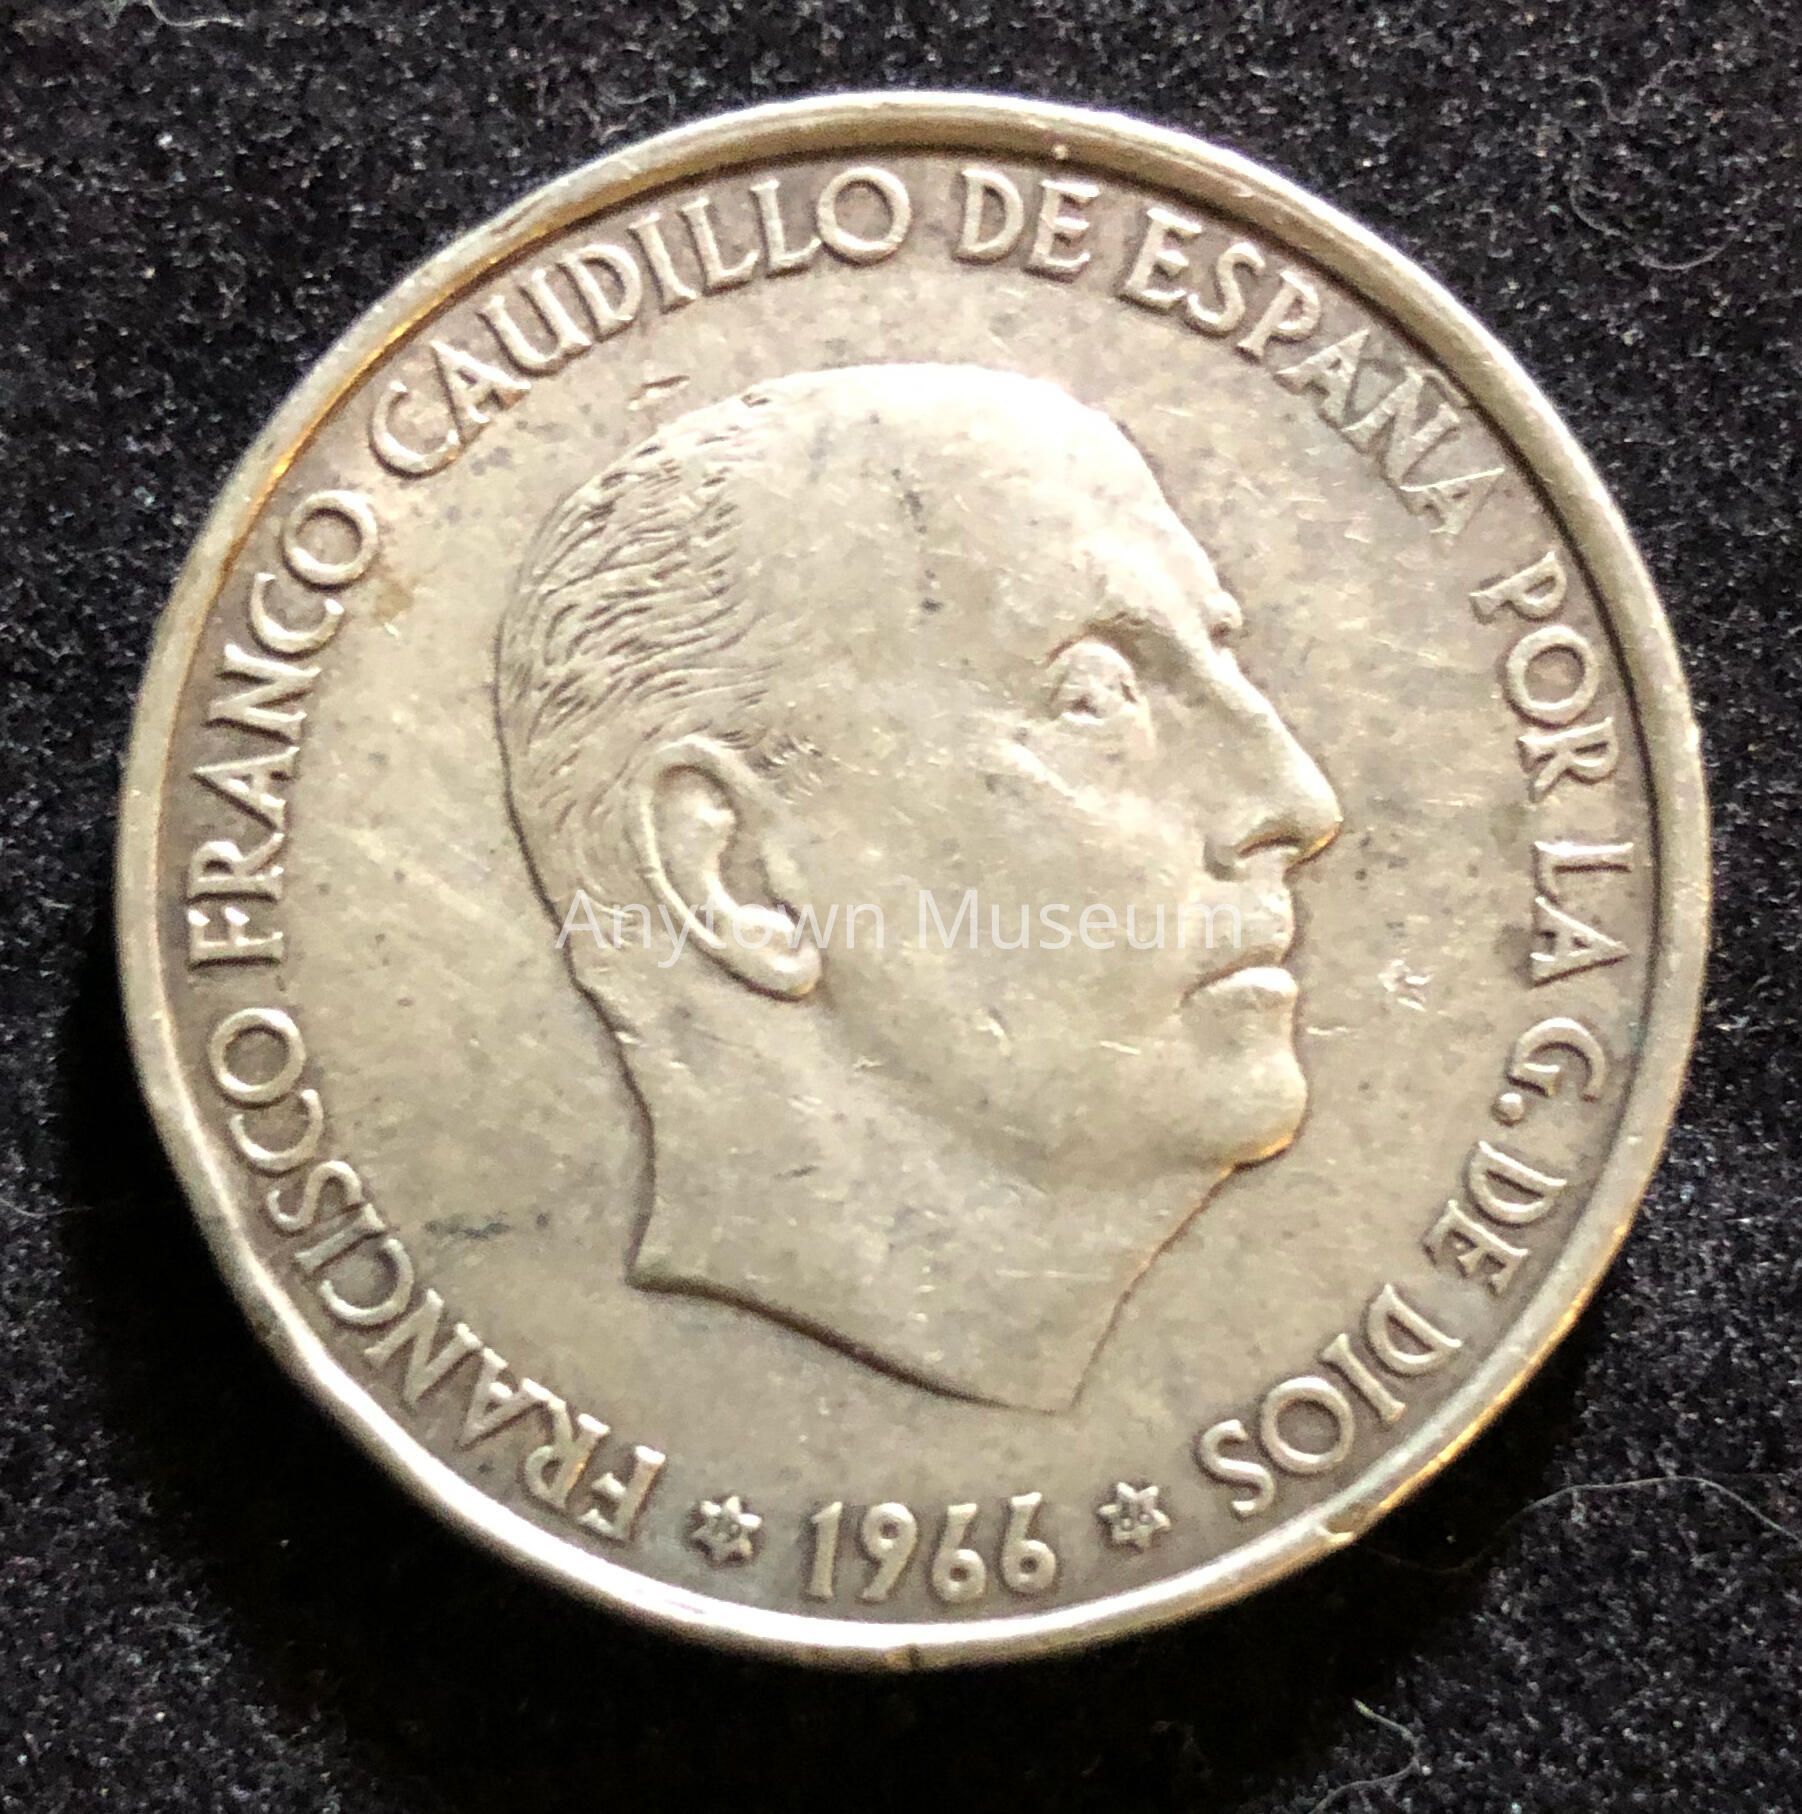 FRANCISCO FRANCO CAUDILLO DE ESPAÑA POR LA G. DE DIOS
* 1966 *
Anytown Museum